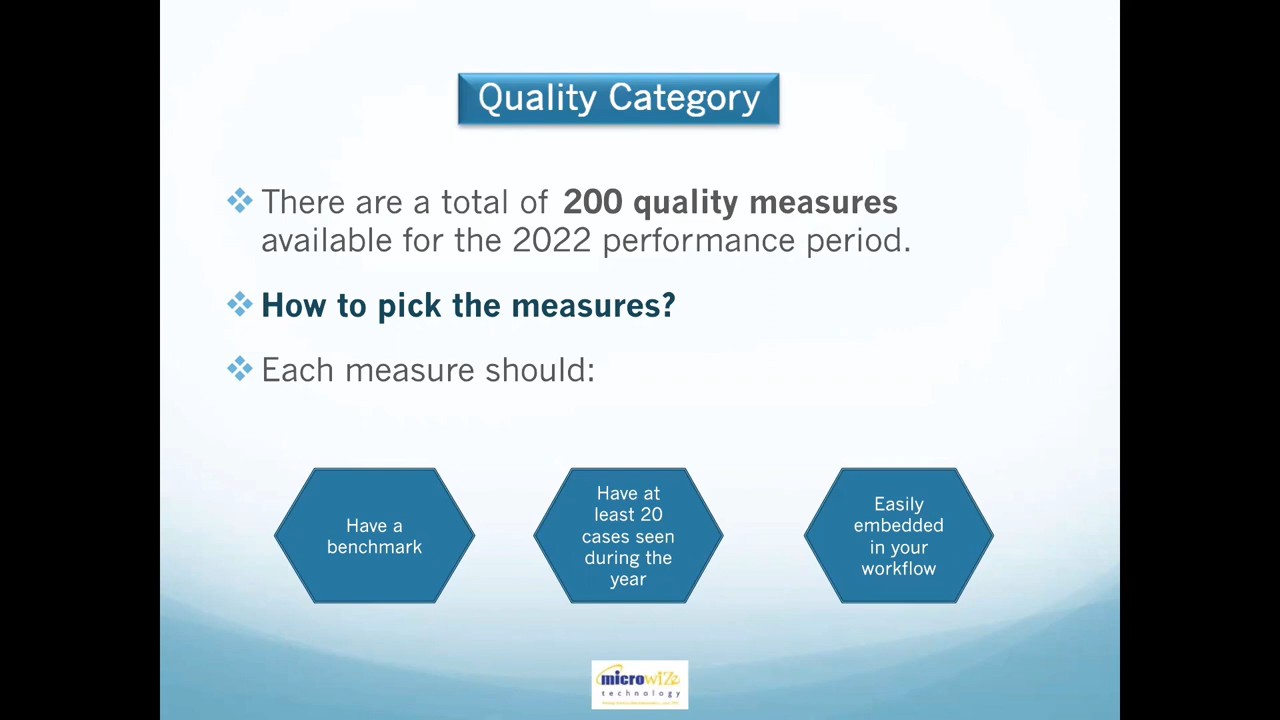 Quality Category
There are a total of 200 quality measures
available for the 2022 performance period.
How to pick the measures?
Each measure should:
Have a
benchmark
Have at
least 20
cases seen
during the
year
Easily
embedded
in your
workflow
microwIZe
technology